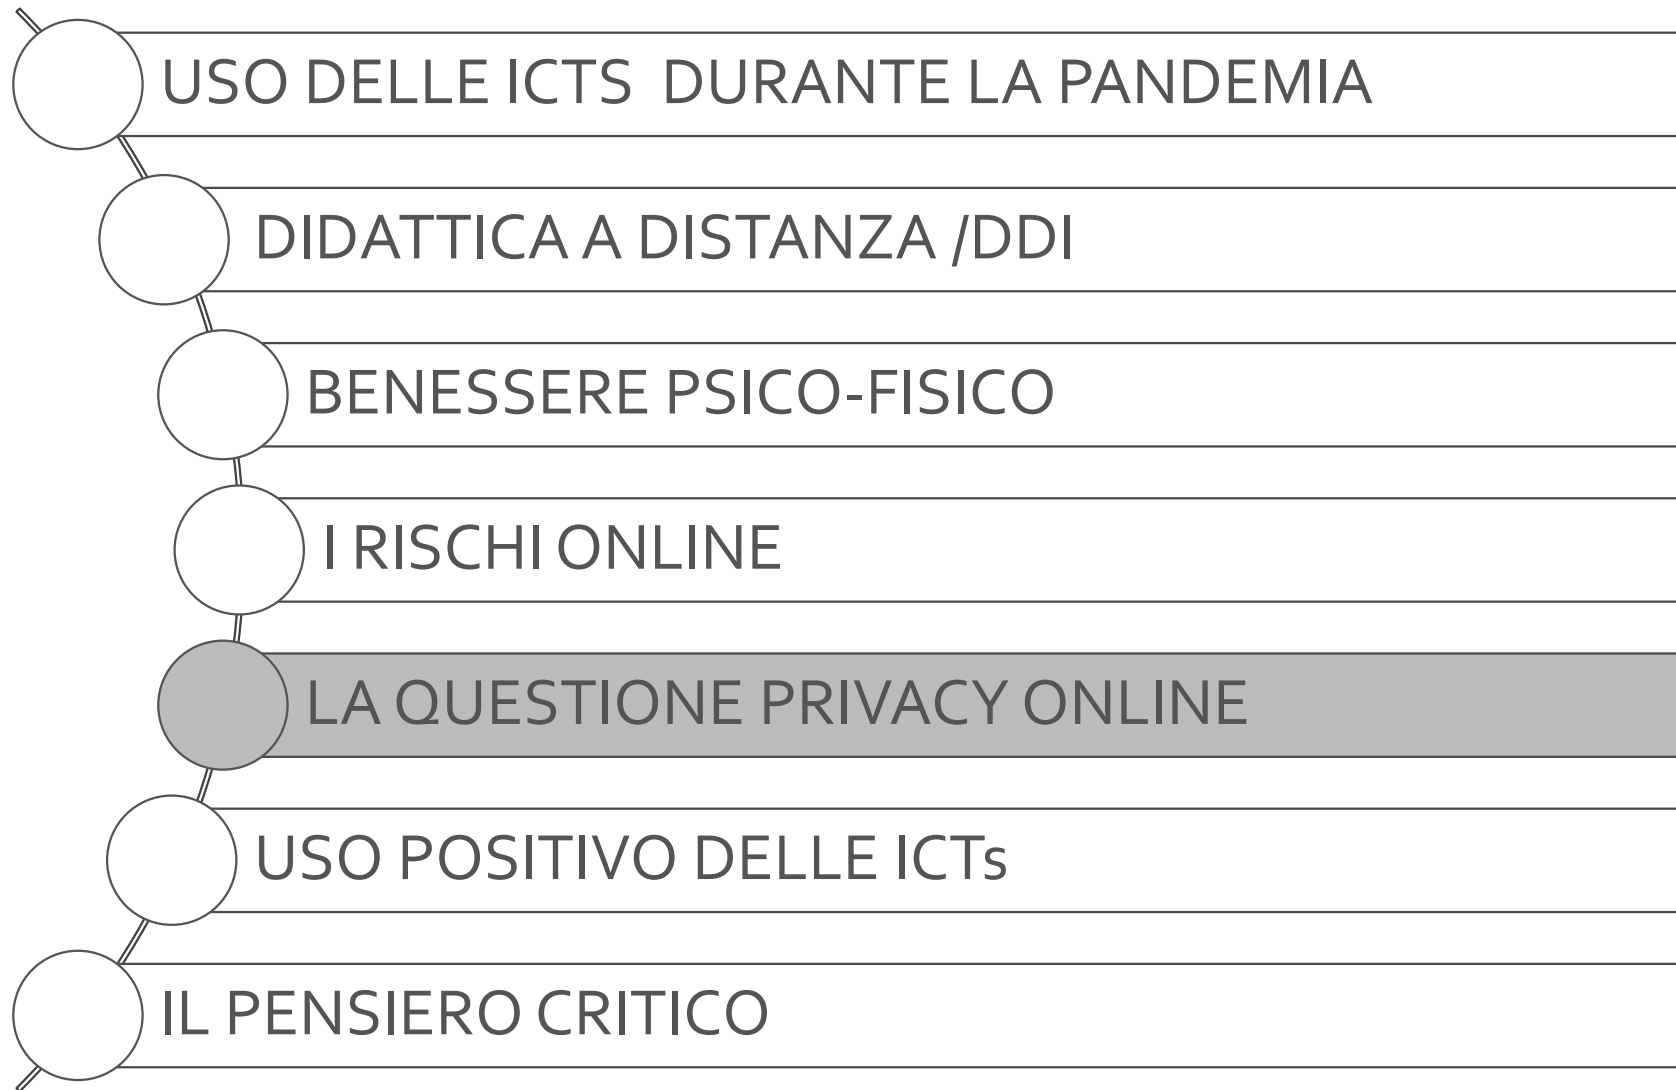 USO DELLE ICTS  DURANTE LA PANDEMIA
DIDATTICA A DISTANZA /DDI
BENESSERE PSICO-FISICO
I RISCHI ONLINE
LA QUESTIONE PRIVACY ONLINE
USO POSITIVO DELLE ICTs
IL PENSIERO CRITICO